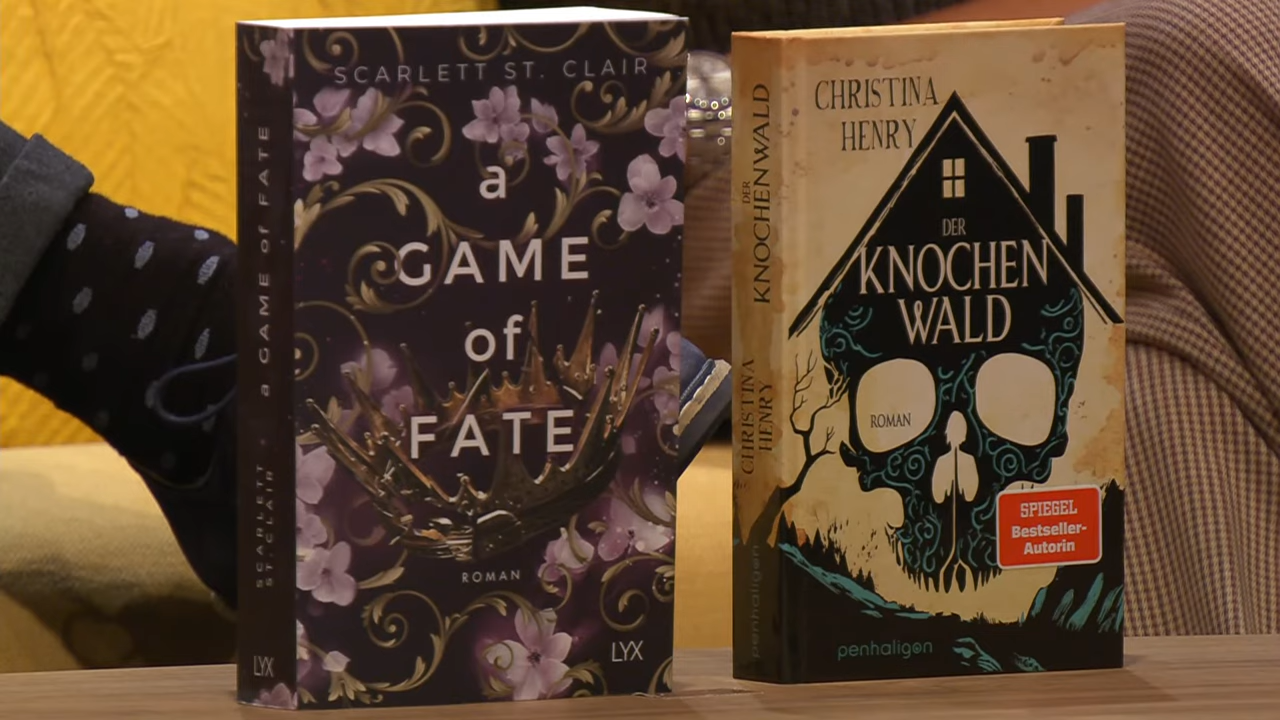 SCARLETT ST. CLAIR
a
GAME
of
FATE
ROMAN
LYX
a GAME of FATE
SCARLETT
ST. CLAIR
LYX
CHRISTINA
HENRY
DER
KNOCHEN
WALD
ROMAN
SPIEGEL
Bestseller-
Autorin
penhaligon
DER
KNOCHENWALD
CHRISTINA
HENRY
penhaligon